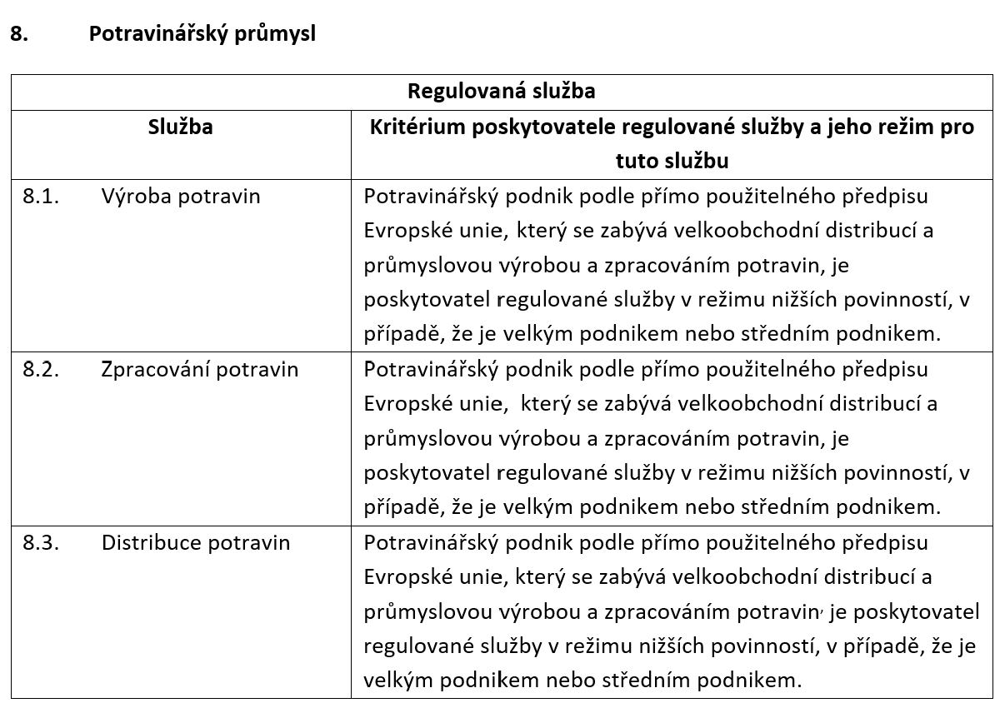 8. Potravinářský průmysl
Regulovaná služba
Služba
Kritérium poskytovatele regulované služby a jeho režim pro
tuto službu
8.1. Výroba potravin
Potravinářský podnik podle přímo použitelného předpisu
Evropské unie, který se zabývá velkoobchodní distribucí a
průmyslovou výrobou a zpracováním potravin, je
poskytovatel regulované služby v režimu nižších povinností, v
případě, že je velkým podnikem nebo středním podnikem.
8.2. Zpracování potravin
Potravinářský podnik podle přímo použitelného předpisu
Evropské unie,  který se zabývá velkoobchodní distribucí a
průmyslovou výrobou a zpracováním potravin, je
poskytovatel regulované služby v režimu nižších povinností, v
případě, že je velkým podnikem nebo středním podnikem.
8.3. Distribuce potravin
Potravinářský podnik podle přímo použitelného předpisu
Evropské unie, který se zabývá velkoobchodní distribucí a
průmyslovou výrobou a zpracováním potravin, je poskytovatel
regulované služby v režimu nižších povinností, v případě, že je
velkým podnikem nebo středním podnikem.